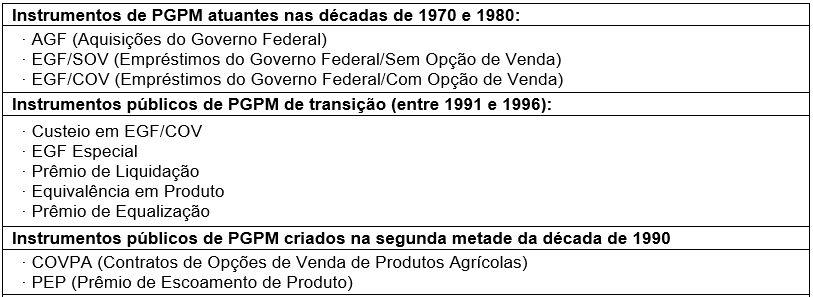 Instrumentos de PGPM atuantes nas décadas de 1970 e 1980:
· AGF (Aquisições do Governo Federal)
· EGF/SOV (Empréstimos do Governo Federal/Sem Opção de Venda)
· EGF/COV (Empréstimos do Governo Federal/Com Opção de Venda)
Instrumentos públicos de PGPM de transição (entre 1991 e 1996):
· Custeio em EGF/COV
· EGF Especial
· Prêmio de Liquidação
· Equivalência em Produto
· Prêmio de Equalização
Instrumentos públicos de PGPM criados na segunda metade da década de 1990
· COVPA (Contratos de Opções de Venda de Produtos Agrícolas)
· PEP (Prêmio de Escoamento de Produto)